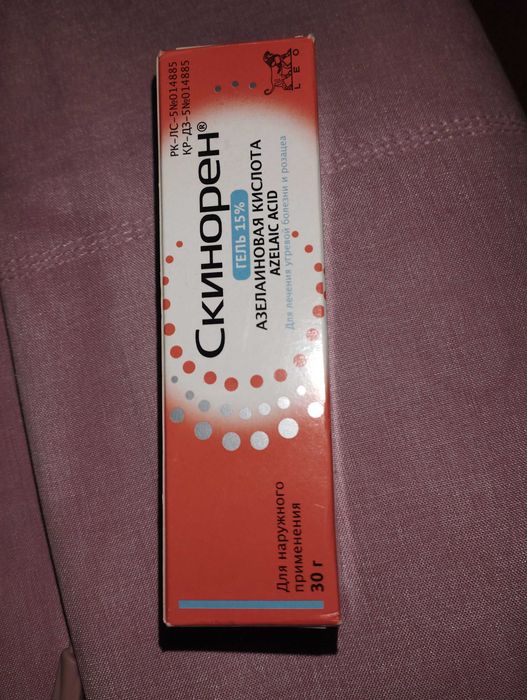 РК-ЛС-5№014885
КР-ДЗ-5№014885
LEO
Скинорен®
ГЕЛЬ 15%
АЗЕЛАИНОВАЯ КИСЛОТА
AZELAIC ACID
Для лечения угревой болезни и розацеа
Для наружного
применения
30 г